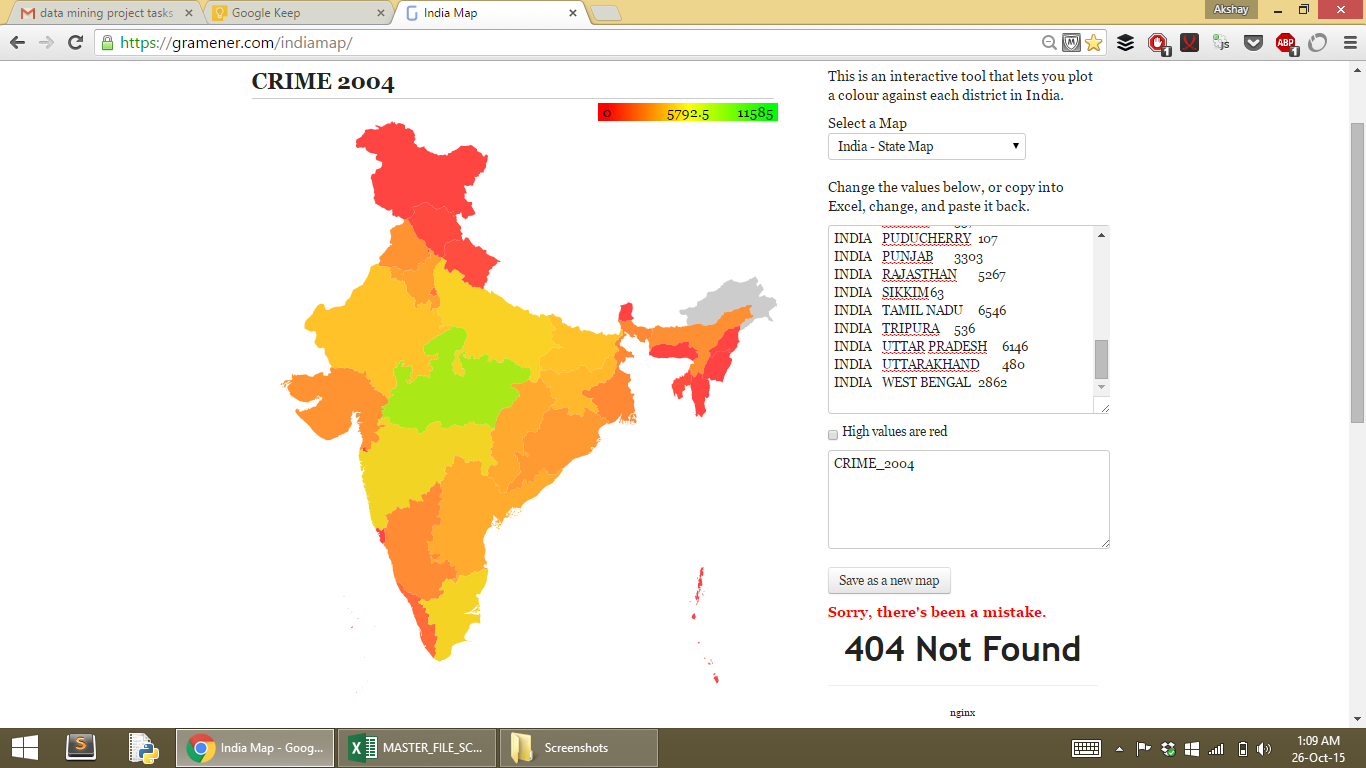 data mining project tasks
Google Keep
India Map
Akshay
https://gramener.com/indiamap/
1
js
ABP
1
CRIME 2004
0 5792.5 11585
This is an interactive tool that lets you plot
a colour against each district in India.
Select a Map
India - State Map
Change the values below, or copy into
Excel, change, and paste it back.
INDIA PUDUCHERRY 107
INDIA PUNJAB 3303
INDIA RAJASTHAN 5267
INDIA SIKKIM 63
INDIA TAMIL NADU 6546
INDIA TRIPURA 536
INDIA UTTAR PRADESH 6146
INDIA UTTARAKHAND 480
INDIA WEST BENGAL 2862
High values are red
CRIME_2004
Save as a new map
Sorry, there's been a mistake.
404 Not Found
nginx
India Map - Goog...
MASTER_FILE_SC...
Screenshots
1:09 AM
26-Oct-15